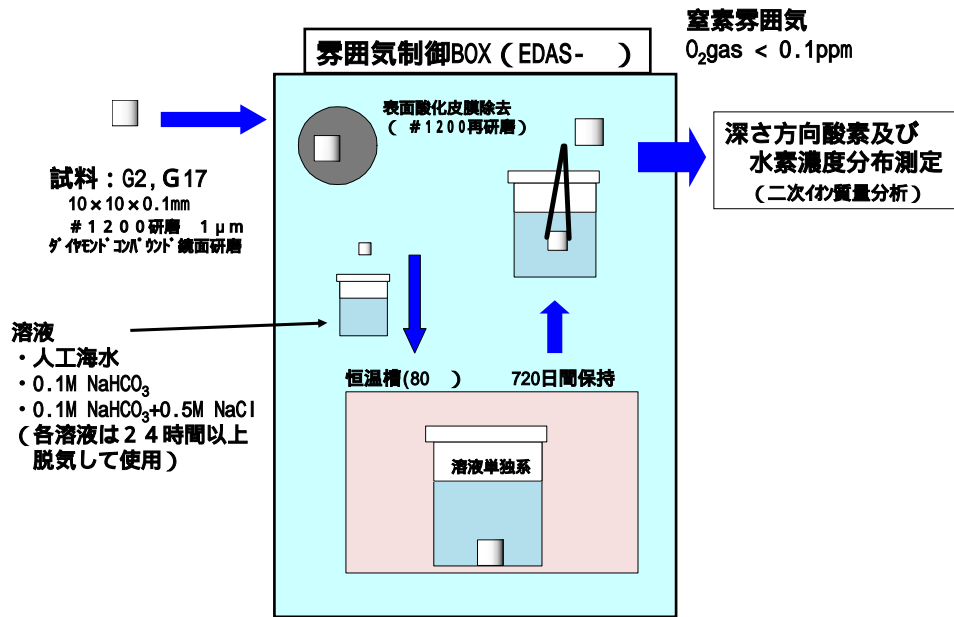 窒素雰囲気
O₂gas < 0.1ppm
雰囲気制御BOX(EDAS-　)
表面酸化皮膜除去
(#1200再研磨)
深さ方向酸素及び
水素濃度分布測定
(二次ｲｵﾝ質量分析)
試料：G2, G17
10×10×0.1mm
#1200研磨 1μm
ﾀﾞｲﾔﾓﾝﾄﾞｺﾝﾊﾟｳﾝﾄﾞ鏡面研磨
溶液
・人工海水
・0.1M NaHCO₃
・0.1M NaHCO₃+0.5M NaCl
(各溶液は２４時間以上
脱気して使用)
恒温槽(80　) 720日間保持
溶液単独系